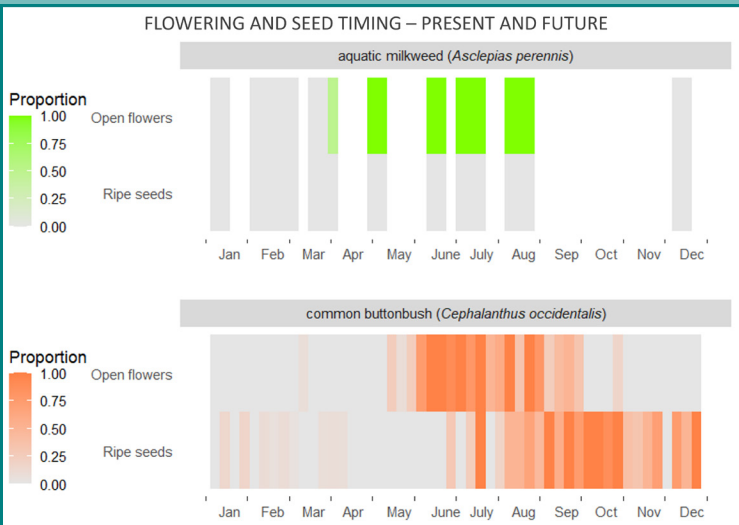 FLOWERING AND SEED TIMING – PRESENT AND FUTURE
aquatic milkweed (Asclepias perennis)
Proportion
1.00
0.75
0.50
0.25
0.00
Open flowers
Ripe seeds
Jan Feb Mar Apr May June July Aug Sep Oct Nov Dec
common buttonbush (Cephalanthus occidentalis)
Proportion
1.00
0.75
0.50
0.25
0.00
Open flowers
Ripe seeds
Jan Feb Mar Apr May June July Aug Sep Oct Nov Dec